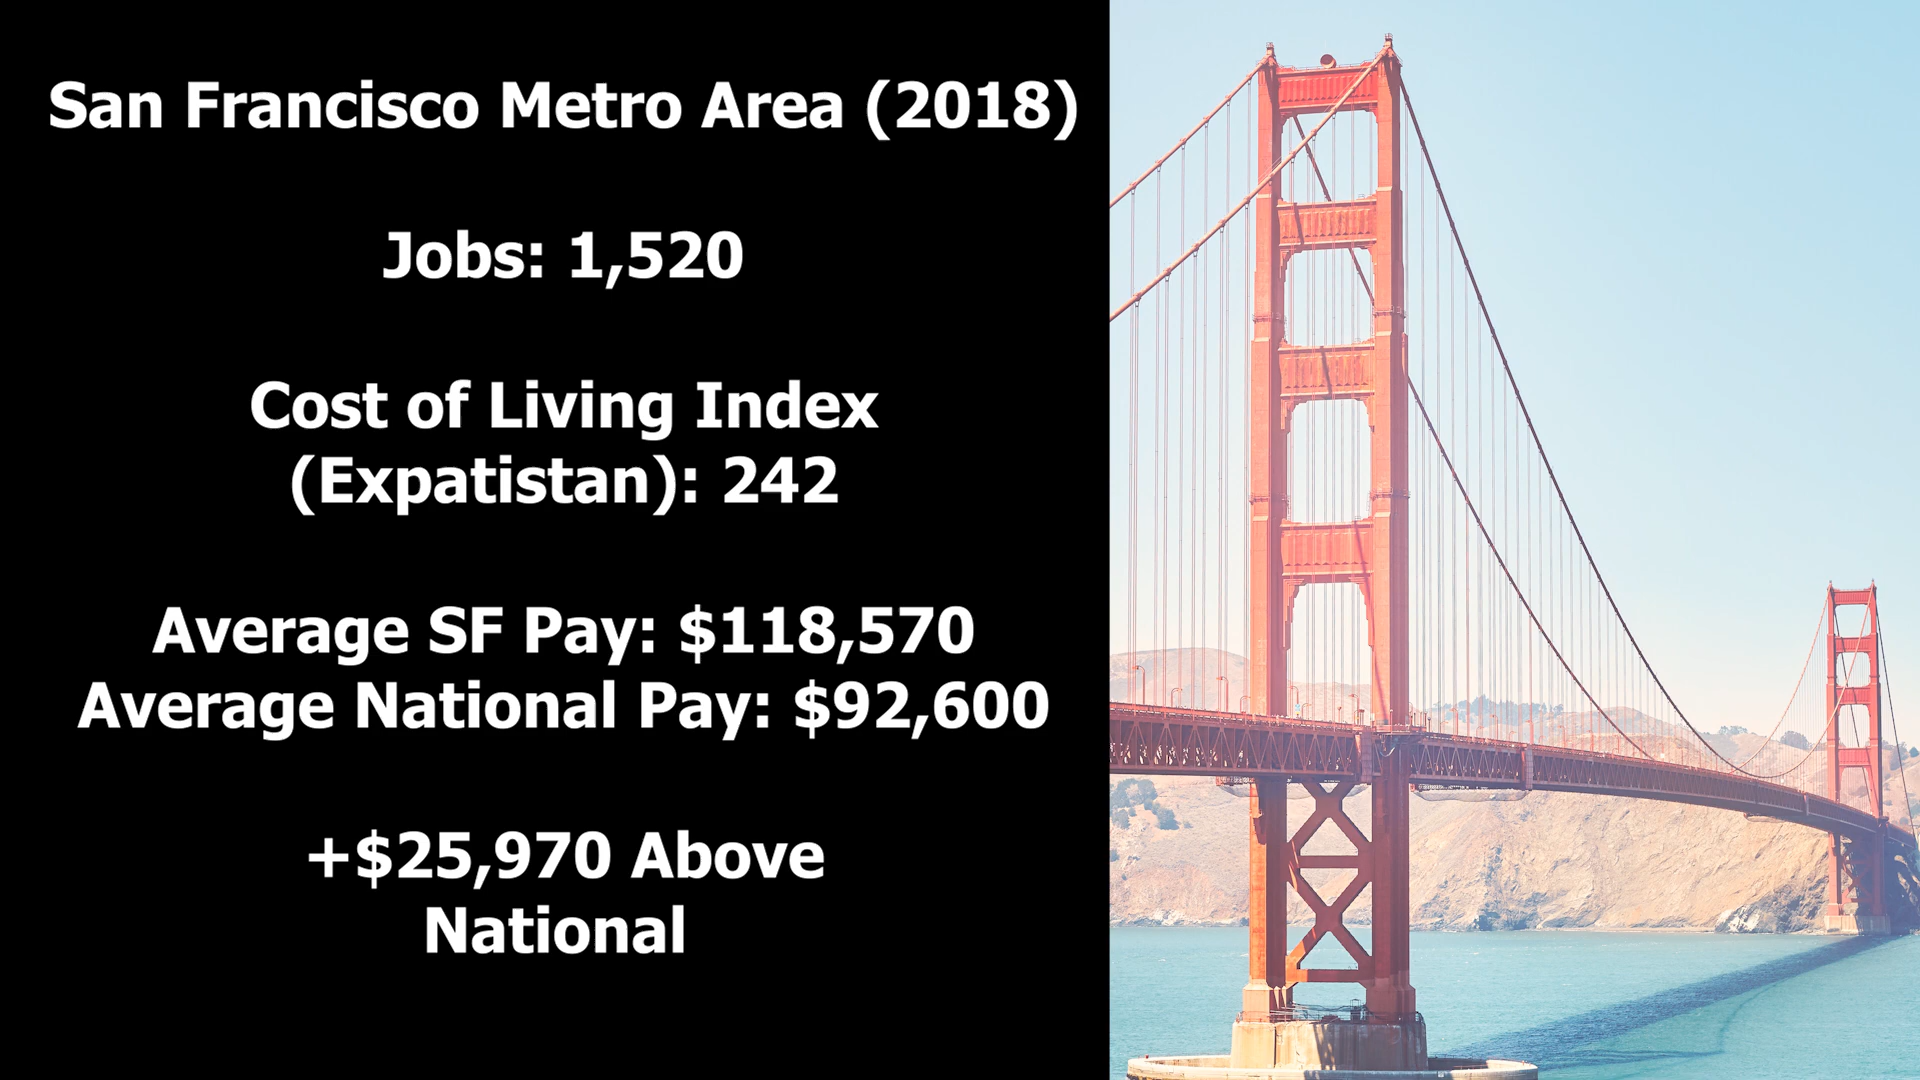 San Francisco Metro Area (2018)
Jobs: 1,520
Cost of Living Index
(Expatistan): 242
Average SF Pay: $118,570
Average National Pay: $92,600
+$25,970 Above
National